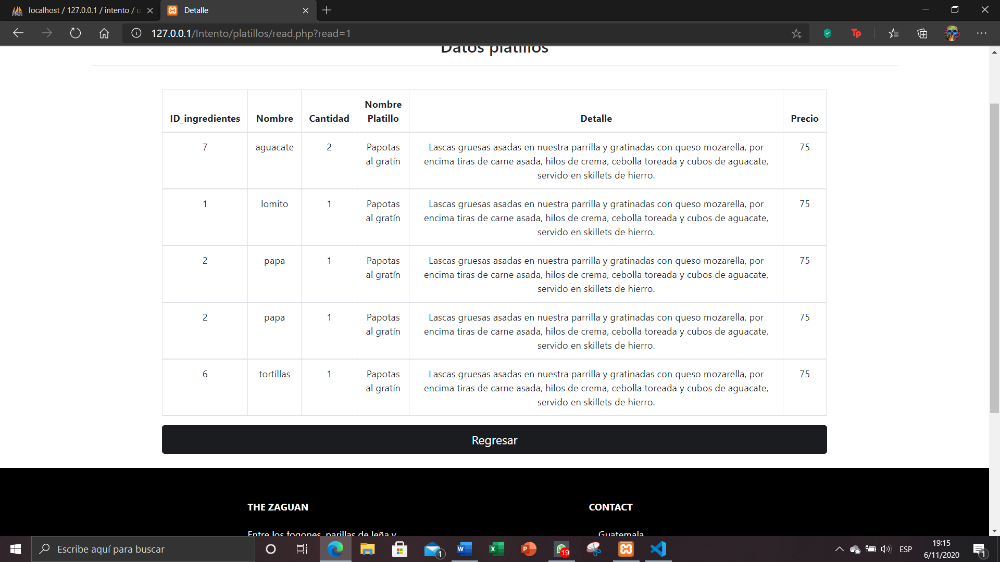 localhost / 127.0.0.1 / intento / u
Detalle
127.0.0.1/Intento/platillos/read.php?read=1
Tp
Datos platillos
ID_ingredientes Nombre Cantidad Nombre Platillo Detalle Precio
7 aguacate 2 Papotas al gratín Lascas gruesas asadas en nuestra parrilla y gratinadas con queso mozarella, por
encima tiras de carne asada, hilos de crema, cebolla toreada y cubos de aguacate,
servido en skillets de hierro. 75
1 lomito 1 Papotas al gratín Lascas gruesas asadas en nuestra parrilla y gratinadas con queso mozarella, por
encima tiras de carne asada, hilos de crema, cebolla toreada y cubos de aguacate,
servido en skillets de hierro. 75
2 papa 1 Papotas al gratín Lascas gruesas asadas en nuestra parrilla y gratinadas con queso mozarella, por
encima tiras de carne asada, hilos de crema, cebolla toreada y cubos de aguacate,
servido en skillets de hierro. 75
2 papa 1 Papotas al gratín Lascas gruesas asadas en nuestra parrilla y gratinadas con queso mozarella, por
encima tiras de carne asada, hilos de crema, cebolla toreada y cubos de aguacate,
servido en skillets de hierro. 75
6 tortillas 1 Papotas al gratín Lascas gruesas asadas en nuestra parrilla y gratinadas con queso mozarella, por
encima tiras de carne asada, hilos de crema, cebolla toreada y cubos de aguacate,
servido en skillets de hierro. 75
Regresar
THE ZAGUAN
CONTACT
Entre los fogones, parillas de leña y
Guatemala
Escribe aquí para buscar
1
19
ESP
19:15
6/11/2020
1